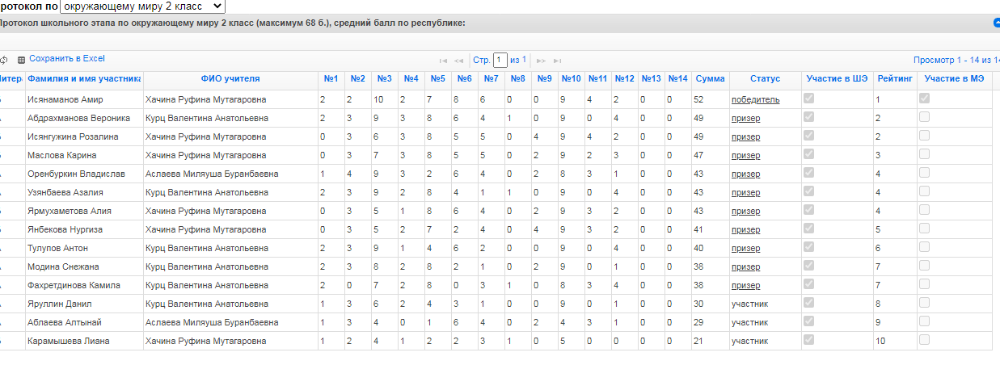 ротокол по окружающему миру 2 класс
Протокол школьного этапа по окружающему миру 2 класс (максимум 68 б.), средний балл по республике:
Сохранить в Excel Стр. 1 из 1 Просмотр 1 - 14 из 14
Литера Фамилия и имя участника ФИО учителя №1 №2 №3 №4 №5 №6 №7 №8 №9 №10 №11 №12 №13 №14 Сумма Статус Участие в ШЭ Рейтинг Участие в МЭ
Исянаманов Амир Хачина Руфина Мутагаровна 2 2 10 2 7 8 6 0 0 9 4 2 0 0 52 победитель 1
Абдрахманова Вероника Курц Валентина Анатольевна 2 3 9 3 8 6 4 1 0 9 0 4 0 0 49 призер 2
Исянгужина Розалина Хачина Руфина Мутагаровна 0 3 6 3 8 5 5 0 4 9 4 2 0 0 49 призер 2
Маслова Карина Хачина Руфина Мутагаровна 0 3 7 3 8 5 5 0 2 9 2 3 0 0 47 призер 3
Оренбуркин Владислав Аслаева Миляуша Буранбаевна 1 4 9 3 2 6 4 0 2 8 3 1 0 0 43 призер 4
Узянбаева Азалия Курц Валентина Анатольевна 2 3 9 2 8 4 1 1 0 9 0 4 0 0 43 призер 4
Ярмухаметова Алия Хачина Руфина Мутагаровна 0 3 5 1 8 6 4 0 2 9 3 2 0 0 43 призер 4
Янбекова Нургиза Хачина Руфина Мутагаровна 0 3 5 2 7 2 4 0 4 9 3 2 0 0 41 призер 5
Тулупов Антон Курц Валентина Анатольевна 2 3 9 1 4 6 2 0 0 9 0 4 0 0 40 призер 6
Модина Снежана Курц Валентина Анатольевна 2 3 8 2 8 2 1 0 2 9 0 1 0 0 38 призер 7
Фахретдинова Камила Курц Валентина Анатольевна 2 0 7 2 8 0 3 1 0 8 3 4 0 0 38 призер 7
Яруллин Данил Курц Валентина Анатольевна 1 3 6 2 4 3 1 0 0 9 0 1 0 0 30 участник 8
Аблаева Алтынай Аслаева Миляуша Буранбаевна 1 3 4 0 1 6 4 0 2 4 3 1 0 0 29 участник 9
Карамышева Лиана Хачина Руфина Мутагаровна 1 2 4 1 2 2 3 1 0 5 0 0 0 0 21 участник 10